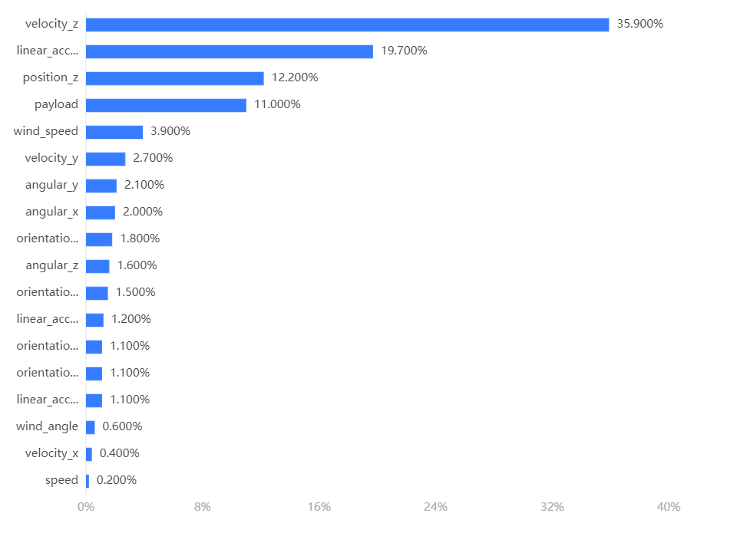 velocity_z 35.900%
linear_acc... 19.700%
position_z 12.200%
payload 11.000%
wind_speed 3.900%
velocity_y 2.700%
angular_y 2.100%
angular_x 2.000%
orientatio... 1.800%
angular_z 1.600%
orientatio... 1.500%
linear_acc... 1.200%
orientatio... 1.100%
orientatio... 1.100%
linear_acc... 1.100%
wind_angle 0.600%
velocity_x 0.400%
speed 0.200%
0% 8% 16% 24% 32% 40%